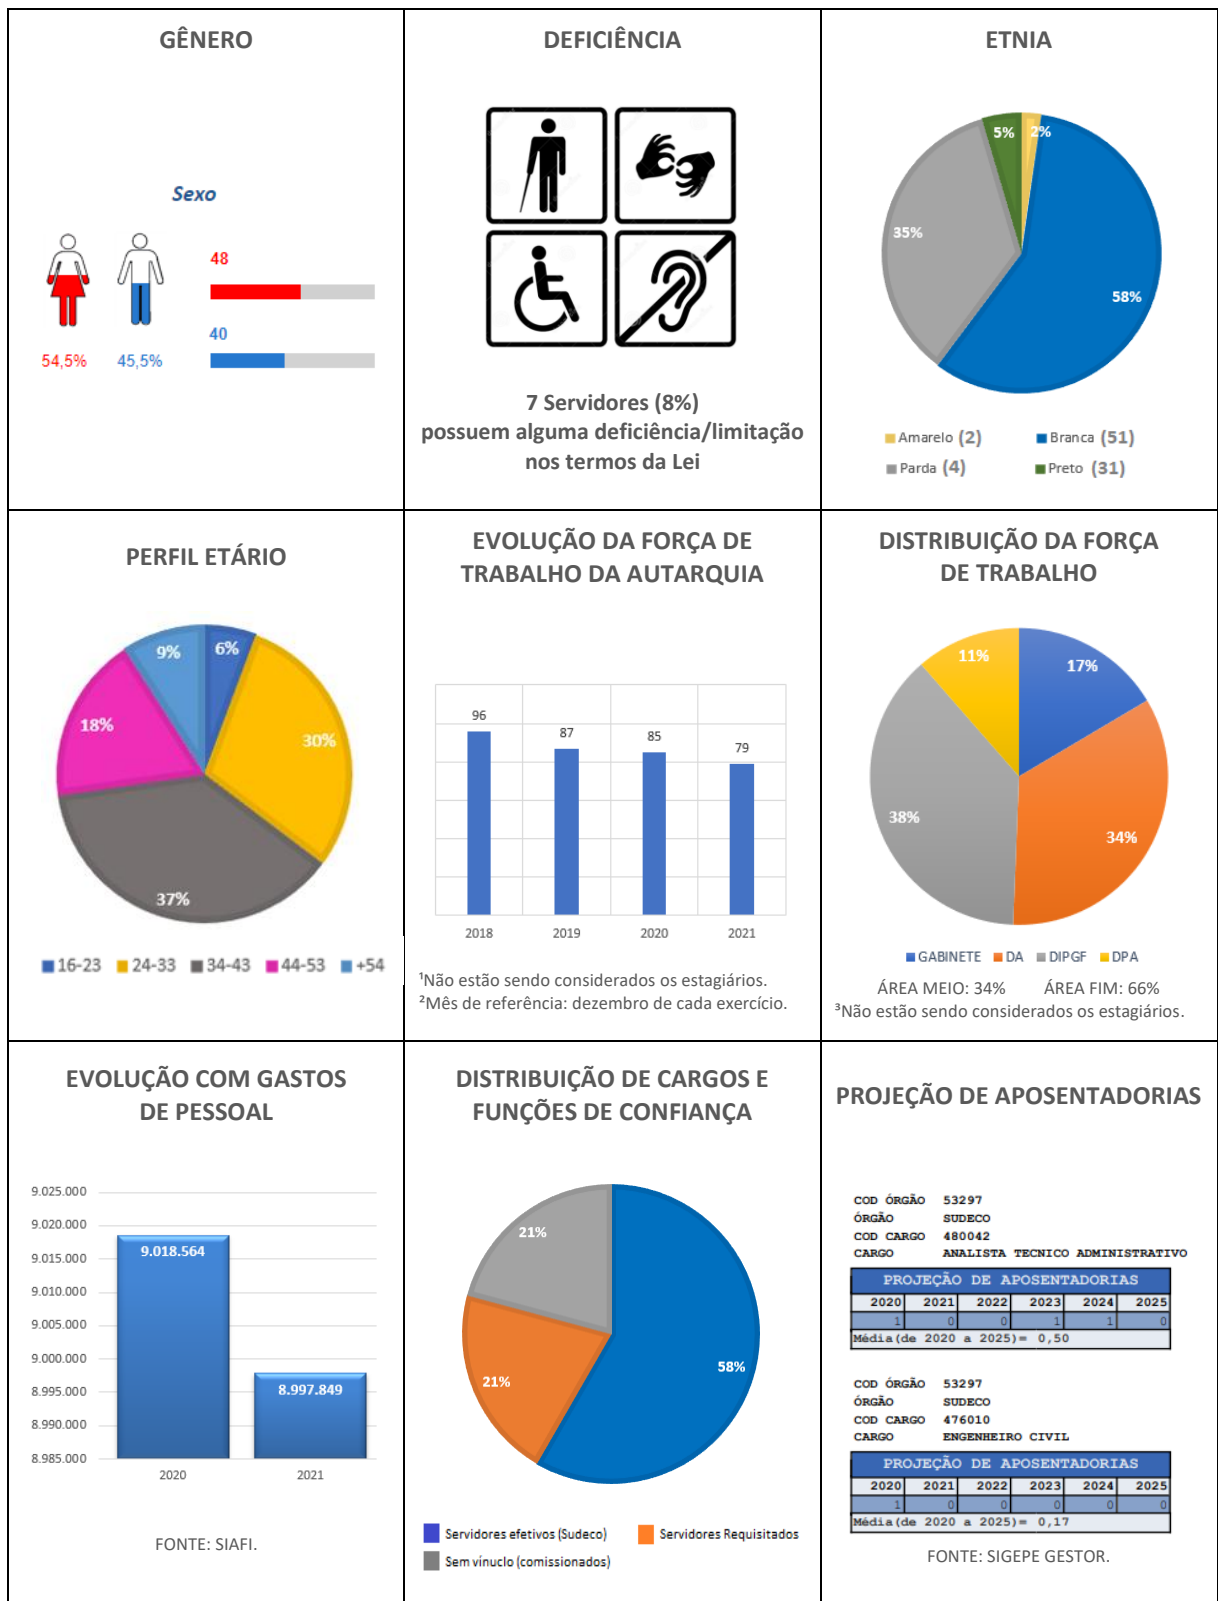 GÊNERO
Sexo
48
40
54,5% 45,5%
DEFICIÊNCIA
7 Servidores (8%)
possuem alguma deficiência/limitação
nos termos da Lei
ETNIA
5% 2%
35%
58%
Amarelo (2) Branca (51)
Parda (4) Preto (31)
PERFIL ETÁRIO
9% 6%
18% 30%
37%
16-23 24-33 34-43 44-53 +54
EVOLUÇÃO DA FORÇA DE
TRABALHO DA AUTARQUIA
96
87
85
79
2018 2019 2020 2021
¹Não estão sendo considerados os estagiários.
²Mês de referência: dezembro de cada exercício.
DISTRIBUIÇÃO DA FORÇA
DE TRABALHO
11% 17%
38% 34%
GABINETE DA DIPGF DPA
ÁREA MEIO: 34% ÁREA FIM: 66%
³Não estão sendo considerados os estagiários.
EVOLUÇÃO COM GASTOS
DE PESSOAL
9.025.000
9.020.000
9.015.000
9.010.000
9.005.000
9.000.000
8.995.000
8.990.000
8.985.000
9.018.564
8.997.849
2020 2021
FONTE: SIAFI.
DISTRIBUIÇÃO DE CARGOS E
FUNÇÕES DE CONFIANÇA
21%
21%
58%
Servidores efetivos (Sudeco) Servidores Requisitados
Sem vínuclo (comissionados)
PROJEÇÃO DE APOSENTADORIAS
COD ÓRGÃO 53297
ÓRGÃO SUDECO
COD CARGO 480042
CARGO ANALISTA TECNICO ADMINISTRATIVO
PROJEÇÃO DE APOSENTADORIAS
2020 2021 2022 2023 2024 2025
1 0 0 1 1 0
Média(de 2020 a 2025)= 0,50
COD ÓRGÃO 53297
ÓRGÃO SUDECO
COD CARGO 476010
CARGO ENGENHEIRO CIVIL
PROJEÇÃO DE APOSENTADORIAS
2020 2021 2022 2023 2024 2025
1 0 0 0 0 0
Média(de 2020 a 2025)= 0,17
FONTE: SIGEPE GESTOR.